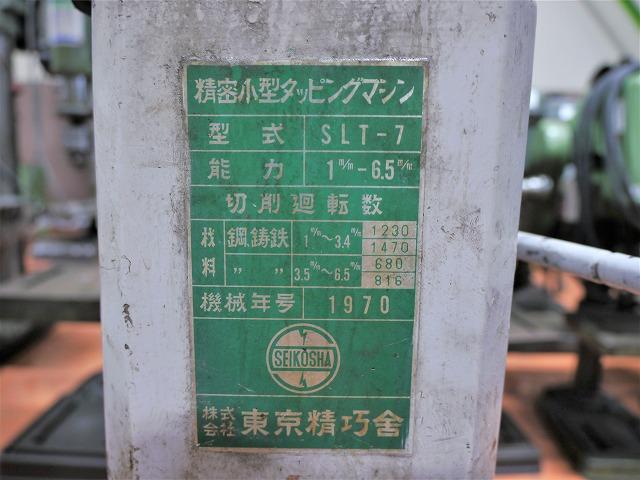 精密小型タッピングマシン
型式 SLT-7
能力 1m/m-6.5m/m
切削廻転数
材料 鋼.鋳鉄 1m/m～3.4m/m 1230 1470
〃 〃 3.5m/m～6.5m/m 680 816
機械年号 1970
SEIKOSHA
株式会社 東京精巧舎